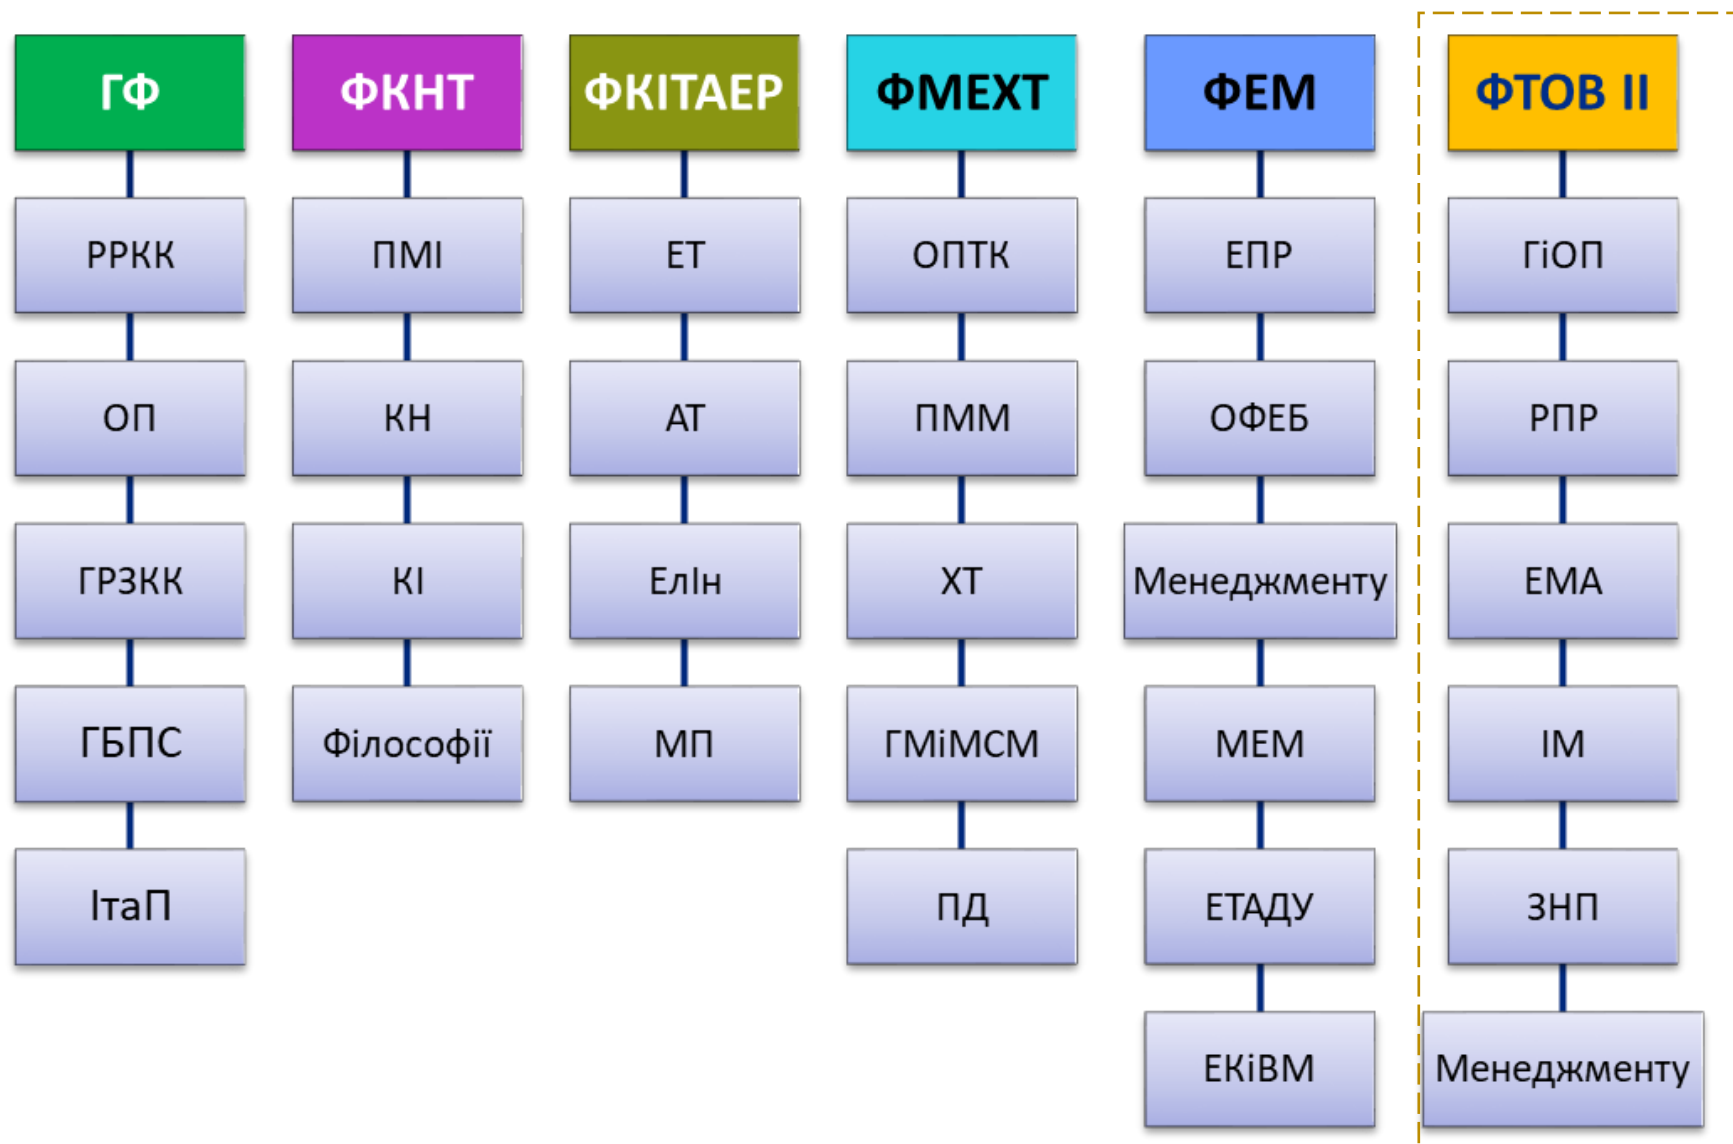 ГФ
РРКК
ОП
ГРЗКК
ГБПС
ІтаП
ФКНТ
ПМІ
КН
КІ
Філософії
ФКІТАЕР
ЕТ
АТ
ЕлІн
МП
ФМЕХТ
ОПТК
ПММ
ХТ
ГМіМСМ
ПД
ФЕМ
ЕПР
ОФЕБ
Менеджменту
МЕМ
ЕТАДУ
ЕКіВМ
ФТОВ ІІ
ГіОП
РПР
ЕМА
ІМ
ЗНП
Менеджменту